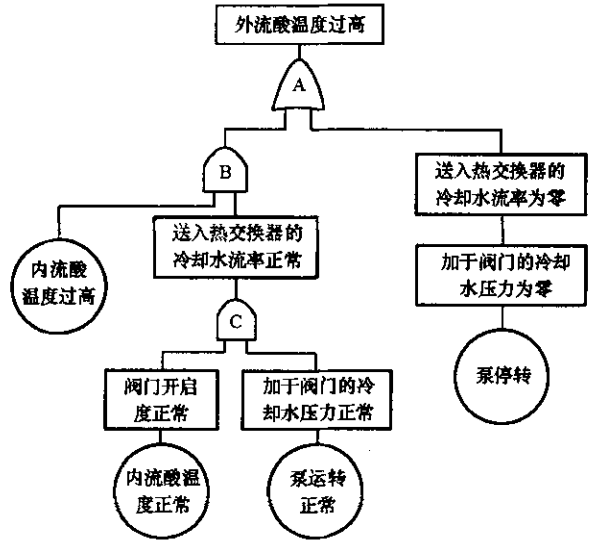 外流酸温度过高
A
B
送入热交换器的
冷却水流率为零
送入热交换器的
冷却水流率正常
内流酸
温度过高
加于阀门的冷却
水压力为零
C
泵停转
阀门开启
度正常
加于阀门的冷
却水压力正常
内流酸温
度正常
泵运转
正常